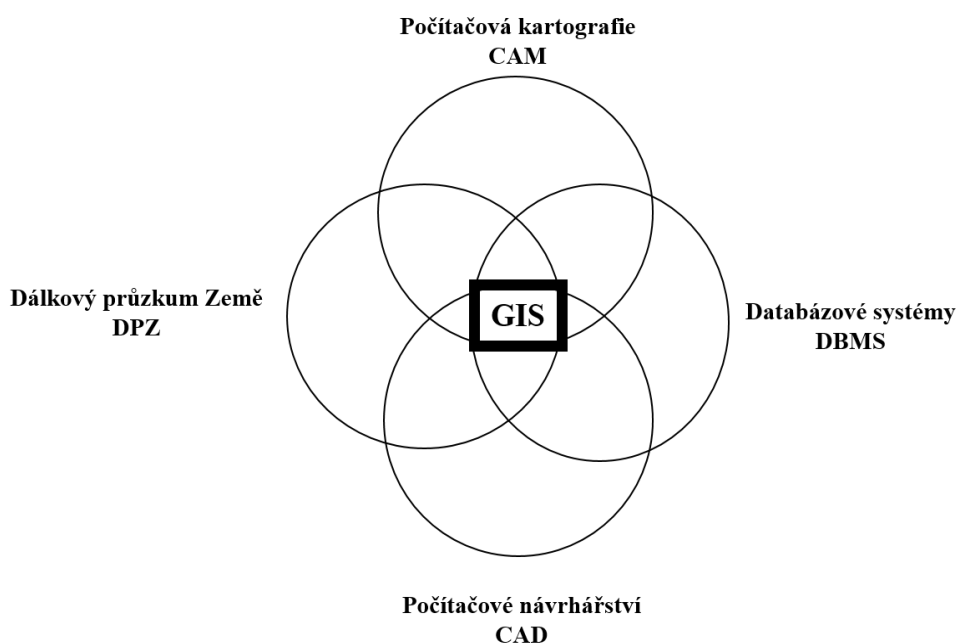 Počítačová kartografie
CAM
Dálkový průzkum Země
DPZ
GIS
Databázové systémy
DBMS
Počítačové návrhářství
CAD